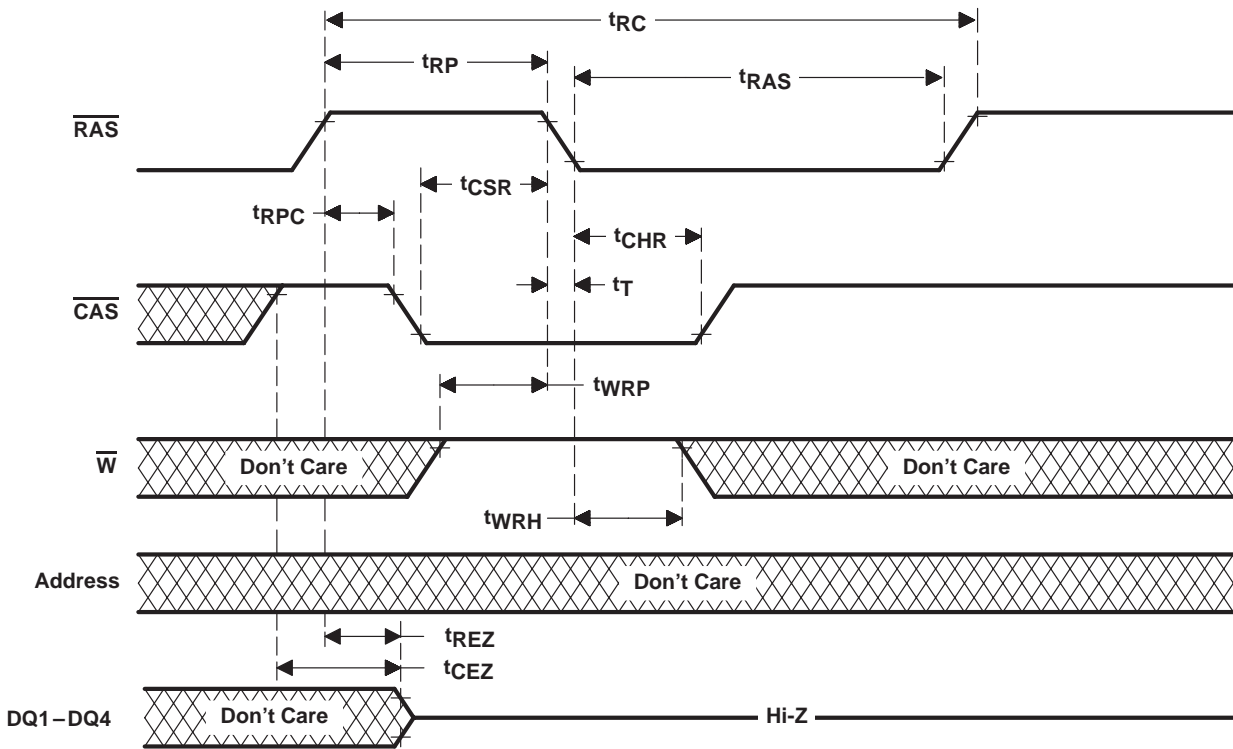 tRC
tRP
tRAS
RAS
tCSR
tRPC
tCHR
tT
CAS
tWRP
W
Don't Care
Don't Care
tWRH
Address
Don't Care
tREZ
tCEZ
DQ1–DQ4
Don't Care
Hi-Z